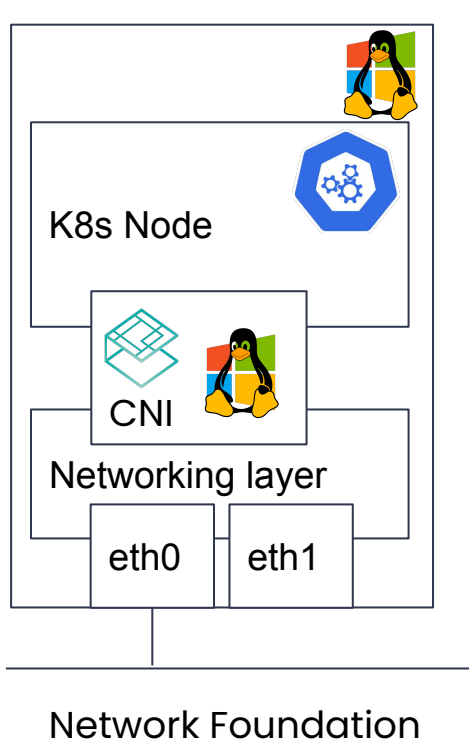 K8s Node
CNI
Networking layer
eth0
eth1
Network Foundation